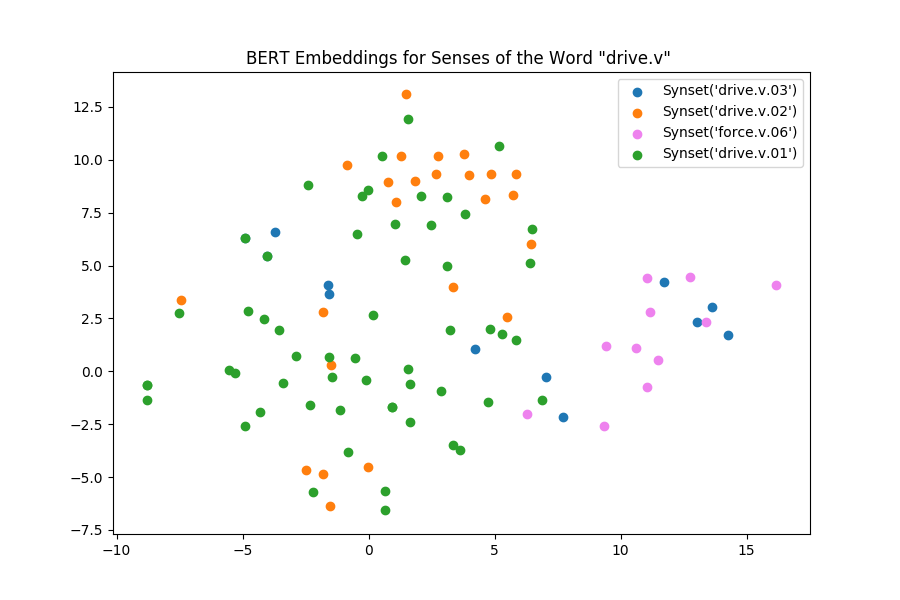 BERT Embeddings for Senses of the Word "drive.v"
Synset('drive.v.03')
Synset('drive.v.02')
Synset('force.v.06')
Synset('drive.v.01')
12.5
10.0
7.5
5.0
2.5
0.0
−2.5
−5.0
−7.5
−10 −5 0 5 10 15